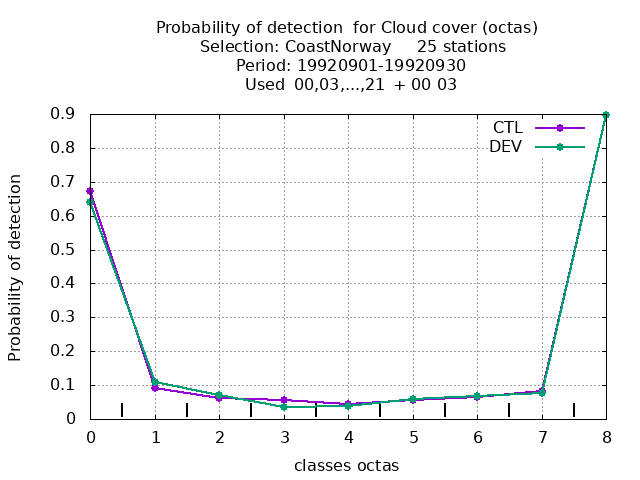 Probability of detection  for Cloud cover (octas)
Selection: CoastNorway     25 stations
Period: 19920901-19920930
Used  00,03,...,21  + 00 03
CTL
DEV
Probability of detection
0.9
0.8
0.7
0.6
0.5
0.4
0.3
0.2
0.1
0
0 1 2 3 4 5 6 7 8
classes octas